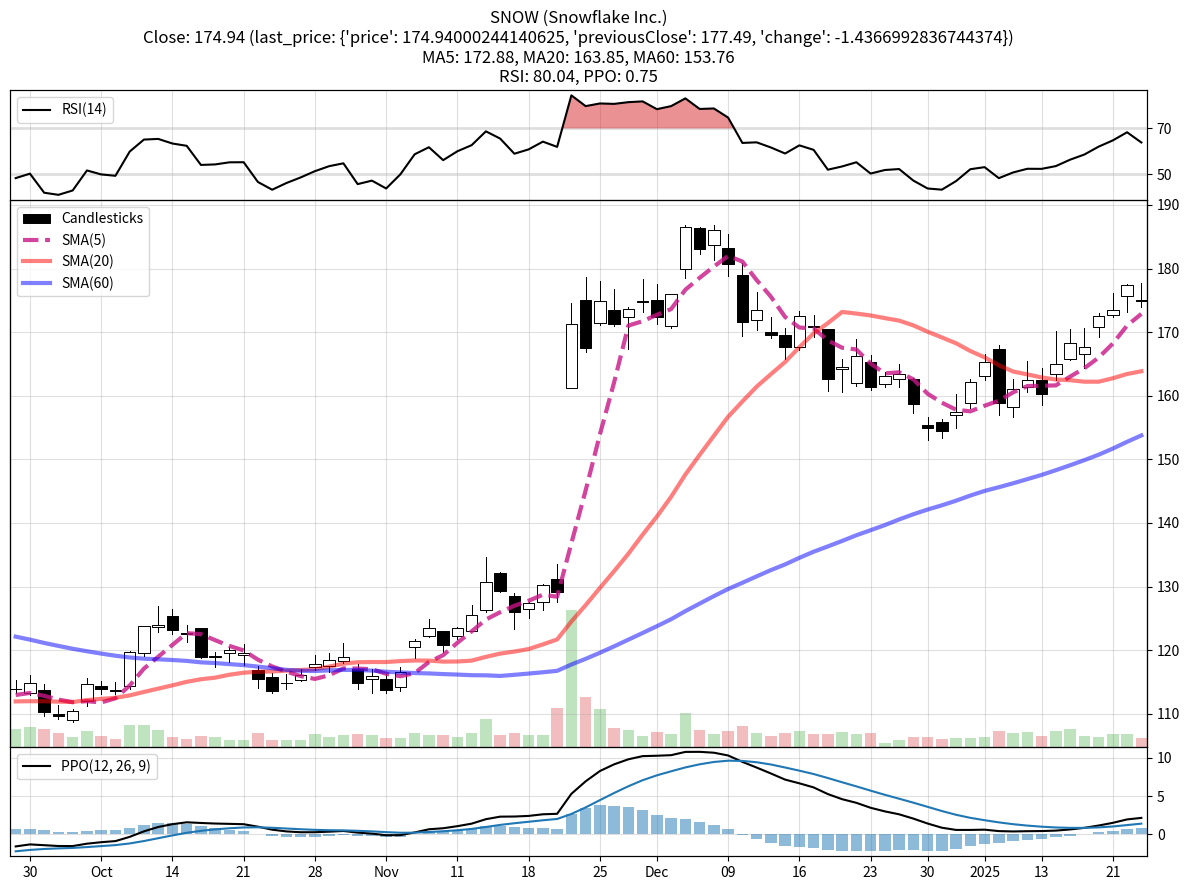 SNOW (Snowflake Inc.)
Close: 174.94 (last_price: {'price': 174.94000244140625, 'previousClose': 177.49, 'change': -1.4366992836744374})
MA5: 172.88, MA20: 163.85, MA60: 153.76
RSI: 80.04, PPO: 0.75
RSI(14)
70
50
Candlesticks
SMA(5)
SMA(20)
SMA(60)
190
180
170
160
150
140
130
120
110
PPO(12, 26, 9)
10
5
0
30 Oct 14 21 28 Nov 11 18 25 Dec 09 16 23 30 2025 13 21